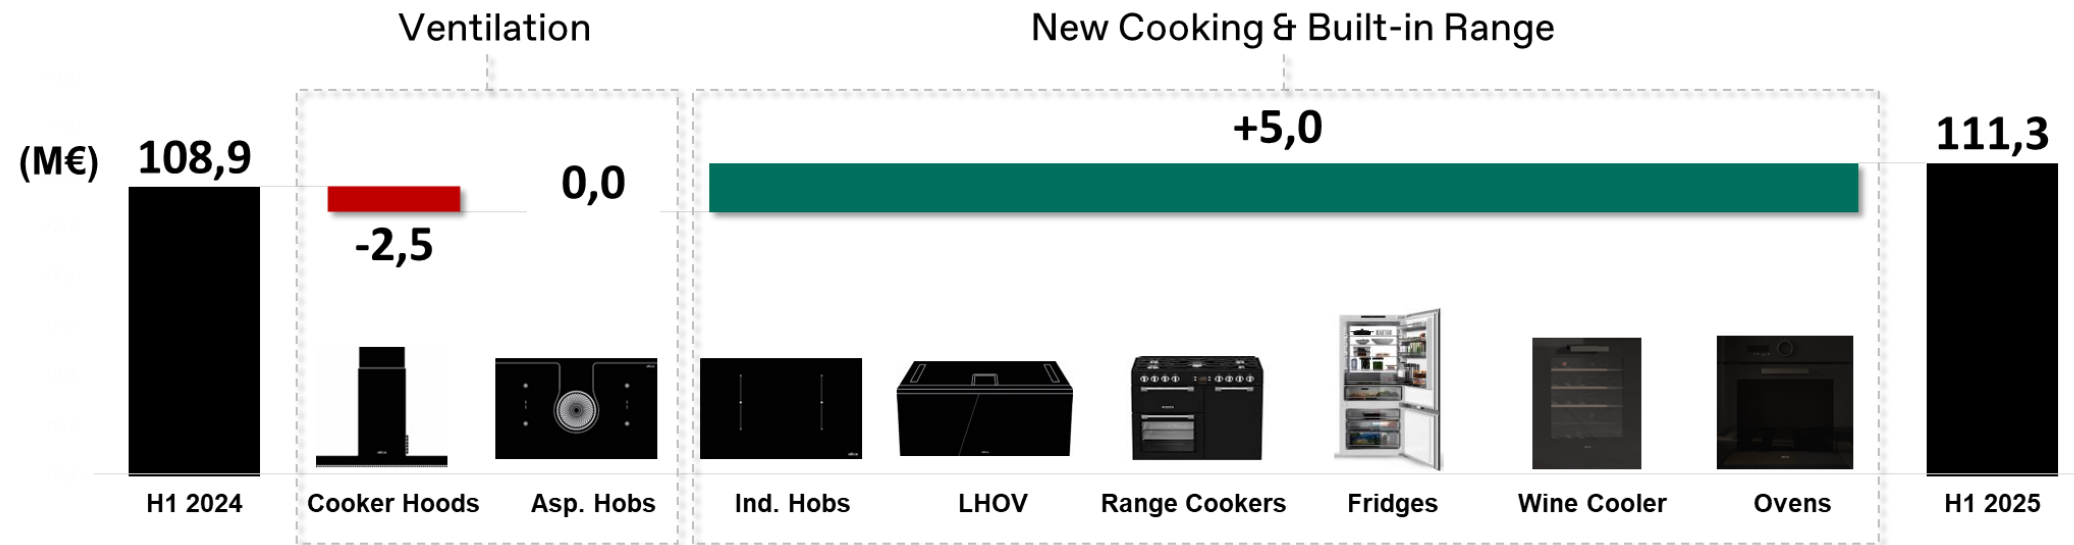 Ventilation
New Cooking & Built-in Range
(M€)
108,9
-2,5
0,0
+5,0
111,3
H1 2024
Cooker Hoods
Asp. Hobs
Ind. Hobs
LHOV
Range Cookers
Fridges
Wine Cooler
Ovens
H1 2025